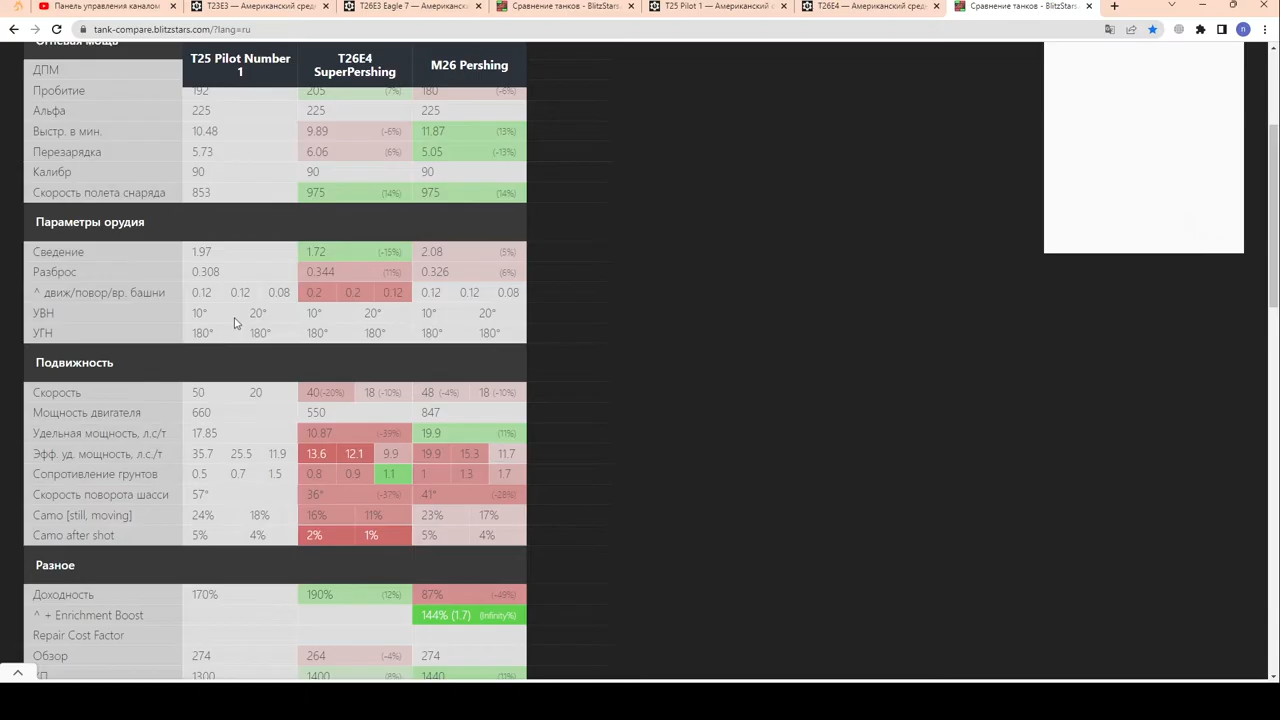 Панель управления каналом
T23E3 — Американский сред
T26E3 Eagle 7 — Американски
Сравнение танков - BlitzStars
T25 Pilot 1 — Американский с
T26E4 — Американский сред
Сравнение танков - BlitzStars
tank-compare.blitzstars.com/?lang=ru
Огневая мощь
T25 Pilot Number 1
T26E4 SuperPershing
M26 Pershing
ДПМ
Пробитие 192 205 (7%) 180 (-6%)
Альфа 225 225 225
Выстр. в мин. 10.48 9.89 (-6%) 11.87 (13%)
Перезарядка 5.73 6.06 (6%) 5.05 (-13%)
Калибр 90 90 90
Скорость полета снаряда 853 975 (14%) 975 (14%)
Параметры орудия
Сведение 1.97 1.72 (-15%) 2.08 (5%)
Разброс 0.308 0.344 (11%) 0.326 (6%)
^ движ/повор/вр. башни 0.12 0.12 0.08 0.2 0.2 0.12 0.12 0.12 0.08
УВН 10° 20° 10° 20° 10° 20°
УГН 180° 180° 180° 180° 180° 180°
Подвижность
Скорость 50 20 40 (-20%) 18 (-10%) 48 (-4%) 18 (-10%)
Мощность двигателя 660 550 847
Удельная мощность, л.с/т 17.85 10.87 (-39%) 19.9 (11%)
Эфф. уд. мощность, л.с./т 35.7 25.5 11.9 13.6 12.1 9.9 19.9 15.3 11.7
Сопротивление грунтов 0.5 0.7 1.5 0.8 0.9 1.1 1 1.3 1.7
Скорость поворота шасси 57° 36° (-37%) 41° (-28%)
Camo [still, moving] 24% 18% 16% 11% 23% 17%
Camo after shot 5% 4% 2% 1% 5% 4%
Разное
Доходность 170% 190% (12%) 87% (-49%)
^ + Enrichment Boost 144% (1.7) (Infinity%)
Repair Cost Factor
Обзор 274 264 (-4%) 274
1300 1400 (8%) 1440 (11%)